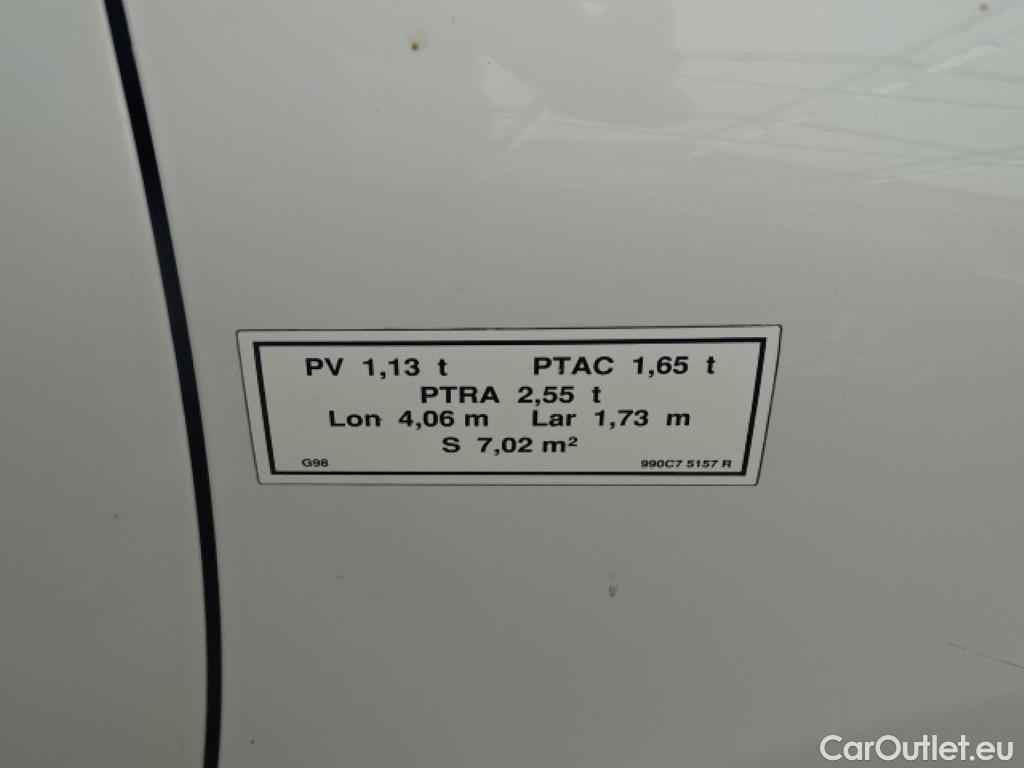 PV 1,13 t PTAC 1,65 t
PTRA 2,55 t
Lon 4,06 m Lar 1,73 m
S 7,02 m²
G98 990C7 5157 R
CarOutlet.eu